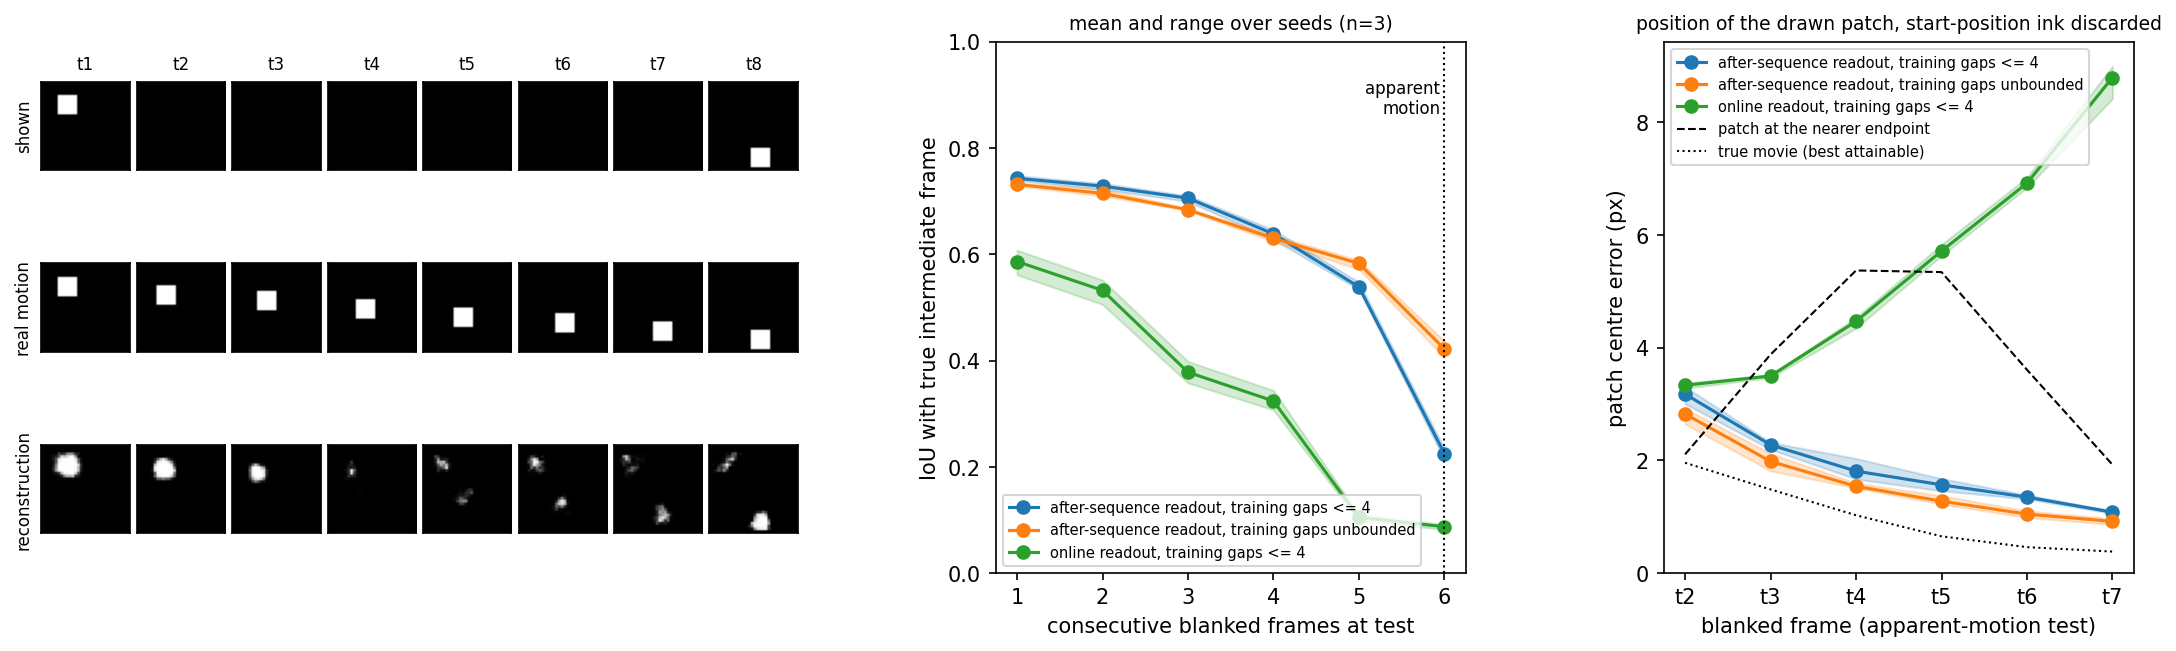 t1 t2 t3 t4 t5 t6 t7 t8
shown
real motion
reconstruction
mean and range over seeds (n=3)
IoU with true intermediate frame
1.0
0.8
0.6
0.4
0.2
0.0
apparent
motion
after-sequence readout, training gaps <= 4
after-sequence readout, training gaps unbounded
online readout, training gaps <= 4
1 2 3 4 5 6
consecutive blanked frames at test
position of the drawn patch, start-position ink discarded
patch centre error (px)
8
6
4
2
0
after-sequence readout, training gaps <= 4
after-sequence readout, training gaps unbounded
online readout, training gaps <= 4
patch at the nearer endpoint
true movie (best attainable)
t2 t3 t4 t5 t6 t7
blanked frame (apparent-motion test)